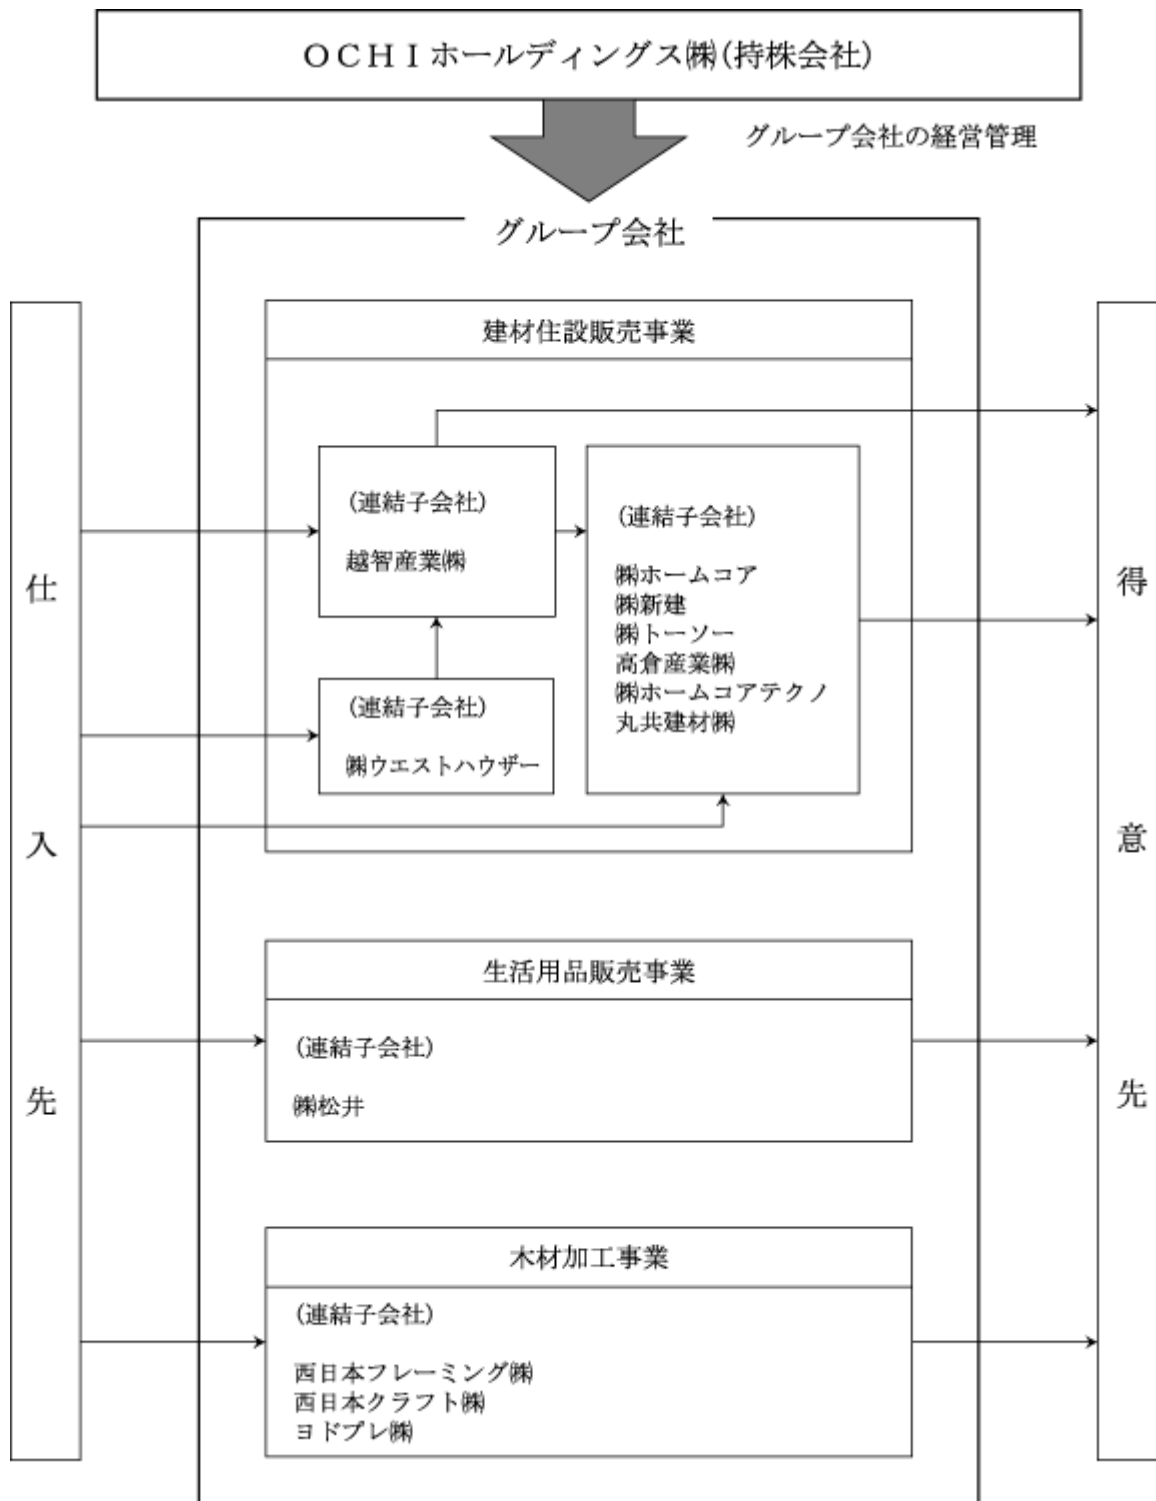 ＯＣＨＩホールディングス㈱(持株会社)
グループ会社の経営管理
グループ会社
仕入先
建材住設販売事業
(連結子会社)
越智産業㈱
(連結子会社)
㈱ウエストハウザー
(連結子会社)
㈱ホームコア
㈱新建
㈱トーソー
高倉産業㈱
㈱ホームコアテクノ
丸共建材㈱
生活用品販売事業
(連結子会社)
㈱松井
木材加工事業
(連結子会社)
西日本フレーミング㈱
西日本クラフト㈱
ヨドプレ㈱
得意先